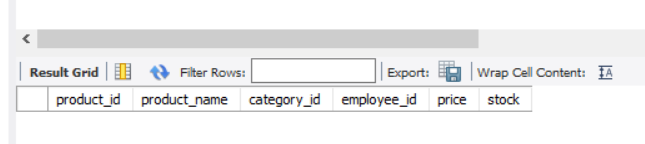 Result Grid Filter Rows: Export: Wrap Cell Content:
product_id product_name category_id employee_id price stock